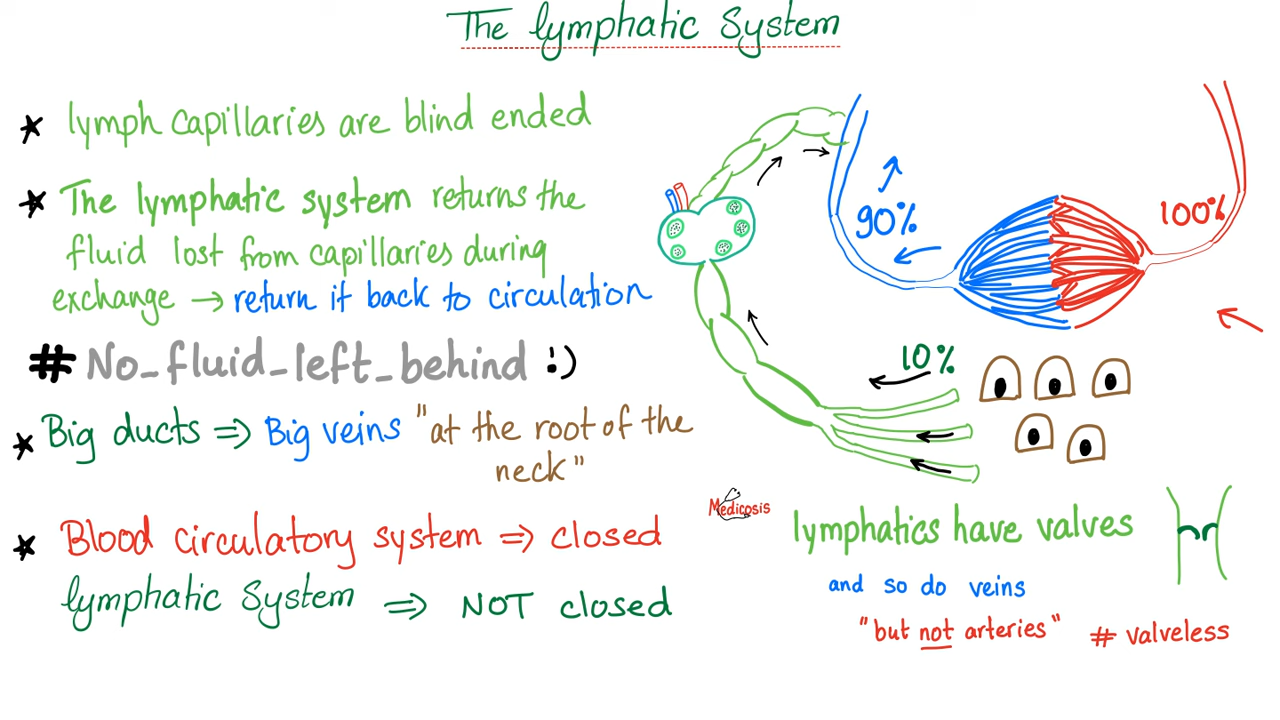 The lymphatic System
★ lymph capillaries are blind ended
★ The lymphatic system returns the
fluid lost from capillaries during
exchange → return it back to circulation
# No_fluid_left_behind :)
★ Big ducts ⇒ Big veins "at the root of the
neck"
★ Blood circulatory system ⇒ closed
lymphatic System ⇒ NOT closed
90%
100%
10%
Medicosis
lymphatics have valves
and so do veins
"but not arteries" # valveless